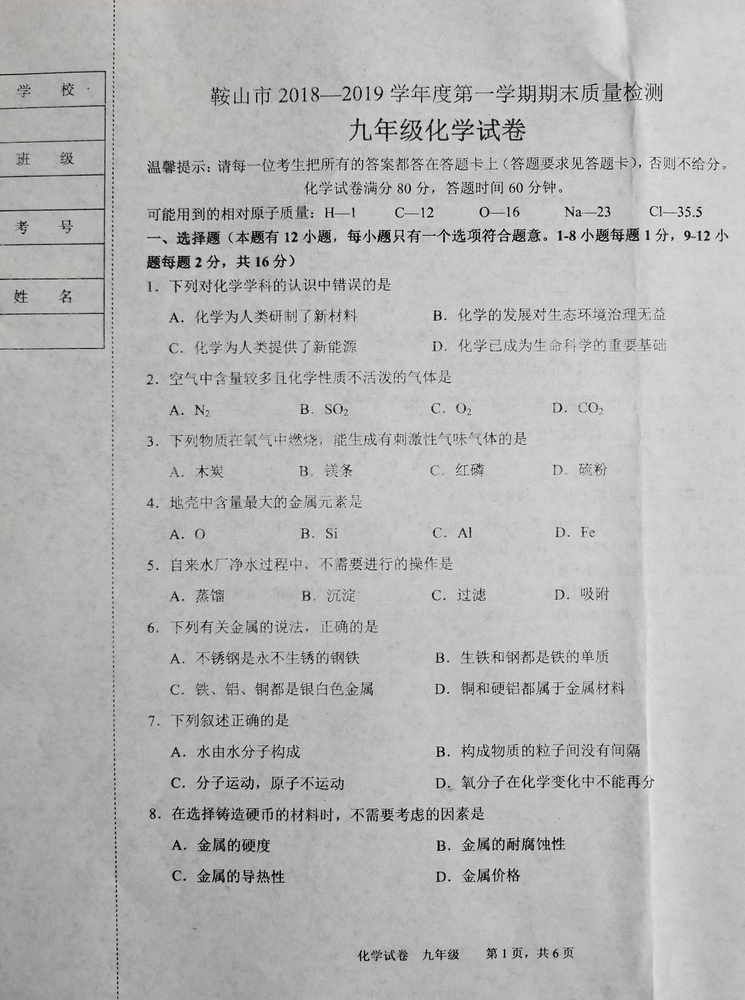 学 校
班 级
考 号
姓 名
鞍山市 2018—2019 学年度第一学期期末质量检测
九年级化学试卷
温馨提示：请每一位考生把所有的答案都答在答题卡上（答题要求见答题卡），否则不给分。
化学试卷满分 80 分，答题时间 60 分钟。
可能用到的相对原子质量：H—1 C—12 O—16 Na—23 Cl—35.5
一、选择题（本题有 12 小题，每小题只有一个选项符合题意。1-8 小题每题 1 分，9-12 小
题每题 2 分，共 16 分）
1．下列对化学学科的认识中错误的是
A．化学为人类研制了新材料 B．化学的发展对生态环境治理无益
C．化学为人类提供了新能源 D．化学已成为生命科学的重要基础
2．空气中含量较多且化学性质不活泼的气体是
A．N₂ B．SO₂ C．O₂ D．CO₂
3．下列物质在氧气中燃烧，能生成有刺激性气味气体的是
A．木炭 B．镁条 C．红磷 D．硫粉
4．地壳中含量最大的金属元素是
A．O B．Si C．Al D．Fe
5．自来水厂净水过程中，不需要进行的操作是
A．蒸馏 B．沉淀 C．过滤 D．吸附
6．下列有关金属的说法，正确的是
A．不锈钢是永不生锈的钢铁 B．生铁和钢都是铁的单质
C．铁、铝、铜都是银白色金属 D．铜和硬铝都属于金属材料
7．下列叙述正确的是
A．水由水分子构成 B．构成物质的粒子间没有间隔
C．分子运动，原子不运动 D．氧分子在化学变化中不能再分
8．在选择铸造硬币的材料时，不需要考虑的因素是
A．金属的硬度 B．金属的耐腐蚀性
C．金属的导热性 D．金属价格
化学试卷 九年级 第 1 页，共 6 页